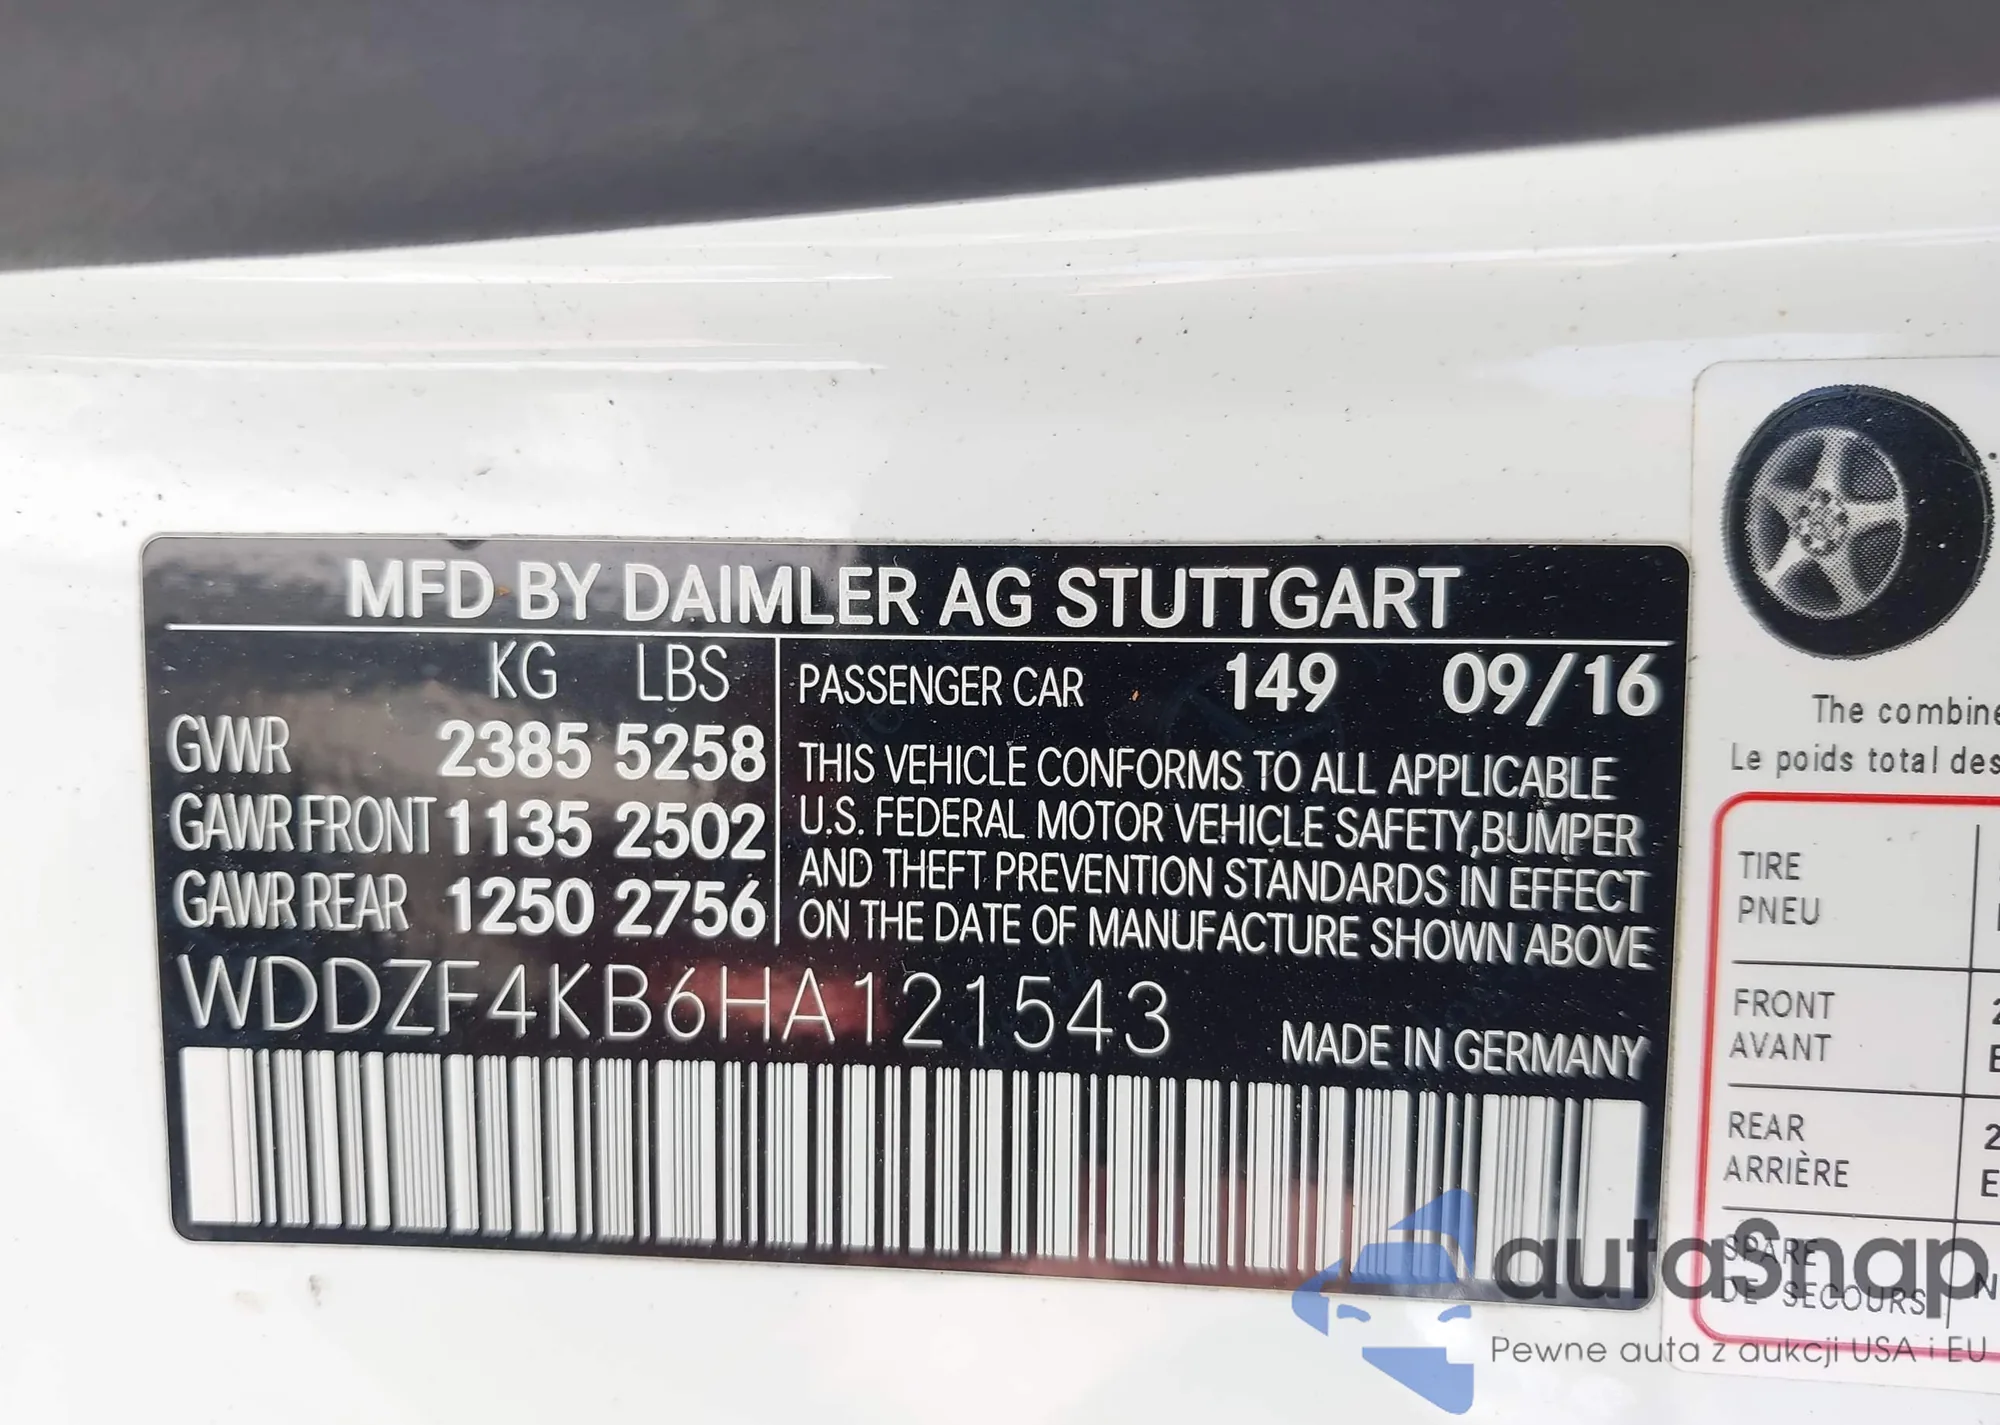 MFD BY DAIMLER AG STUTTGART
KG LBS
GVWR 2385 5258
GAWR FRONT 1135 2502
GAWR REAR 1250 2756
PASSENGER CAR 149 09/16
THIS VEHICLE CONFORMS TO ALL APPLICABLE
U.S. FEDERAL MOTOR VEHICLE SAFETY,BUMPER
AND THEFT PREVENTION STANDARDS IN EFFECT
ON THE DATE OF MANUFACTURE SHOWN ABOVE
WDDZF4KB6HA121543
MADE IN GERMANY
The combine
Le poids total des
TIRE
PNEU
FRONT
AVANT
REAR
ARRIÈRE
SPARE
DE SECOURS
autaSnap
Pewne auta z aukcji USA i EU